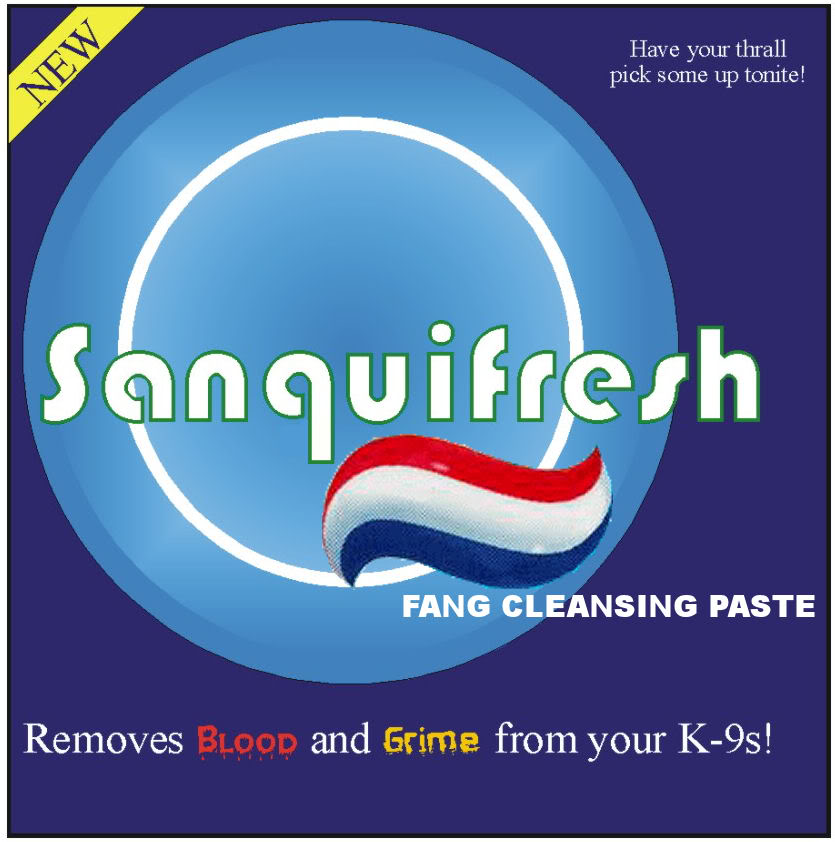 NEW
Have your thrall
pick some up tonite!
Sanquifresh
FANG CLEANSING PASTE
Removes Blood and Grime from your K-9s!